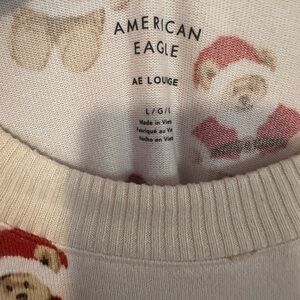 AMERICAN
EAGLE
AE LOUGE
L/G/
Made in Viet
Fabriqué au Vi
Hecho en Viet